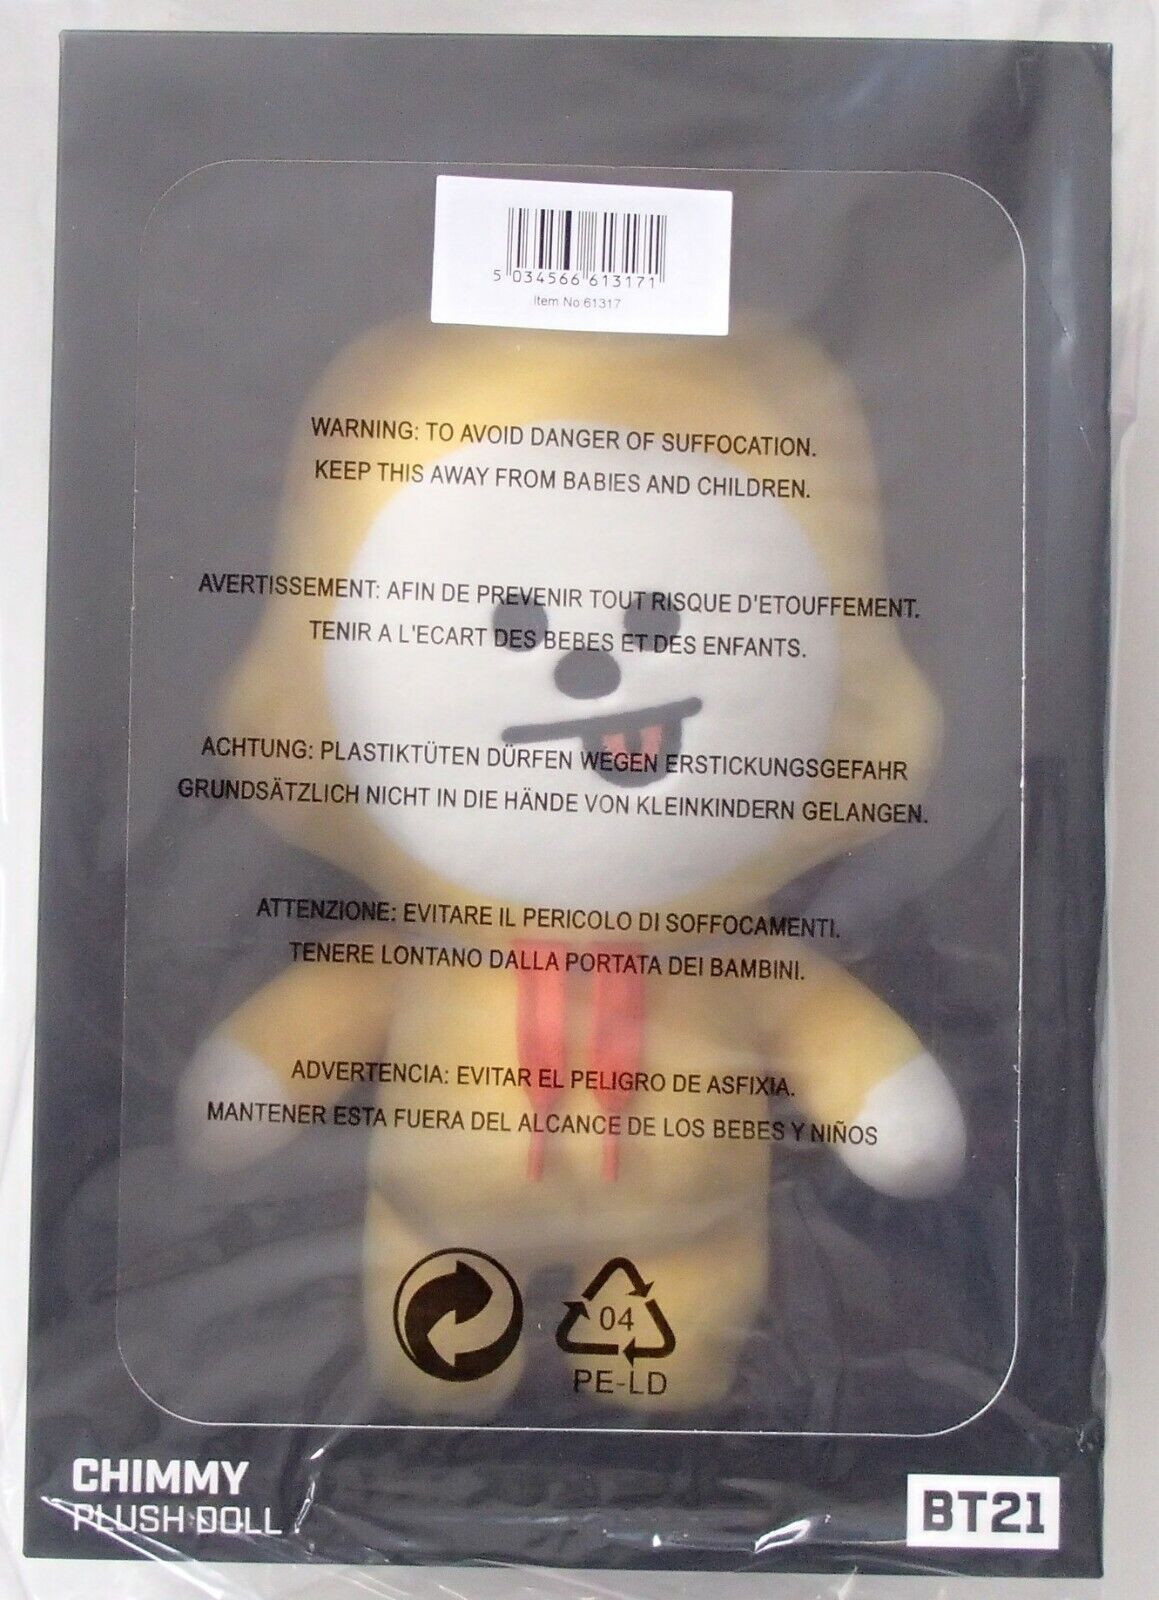 5 034566 613171
Item No.61317
WARNING: TO AVOID DANGER OF SUFFOCATION.
KEEP THIS AWAY FROM BABIES AND CHILDREN.
AVERTISSEMENT: AFIN DE PREVENIR TOUT RISQUE D'ETOUFFEMENT.
TENIR A L'ECART DES BEBES ET DES ENFANTS.
ACHTUNG: PLASTIKTÜTEN DÜRFEN WEGEN ERSTICKUNGSGEFAHR
GRUNDSÄTZLICH NICHT IN DIE HÄNDE VON KLEINKINDERN GELANGEN.
ATTENZIONE: EVITARE IL PERICOLO DI SOFFOCAMENTI.
TENERE LONTANO DALLA PORTATA DEI BAMBINI.
ADVERTENCIA: EVITAR EL PELIGRO DE ASFIXIA.
MANTENER ESTA FUERA DEL ALCANCE DE LOS BEBES Y NIÑOS
04
PE-LD
CHIMMY
PLUSH DOLL
BT21